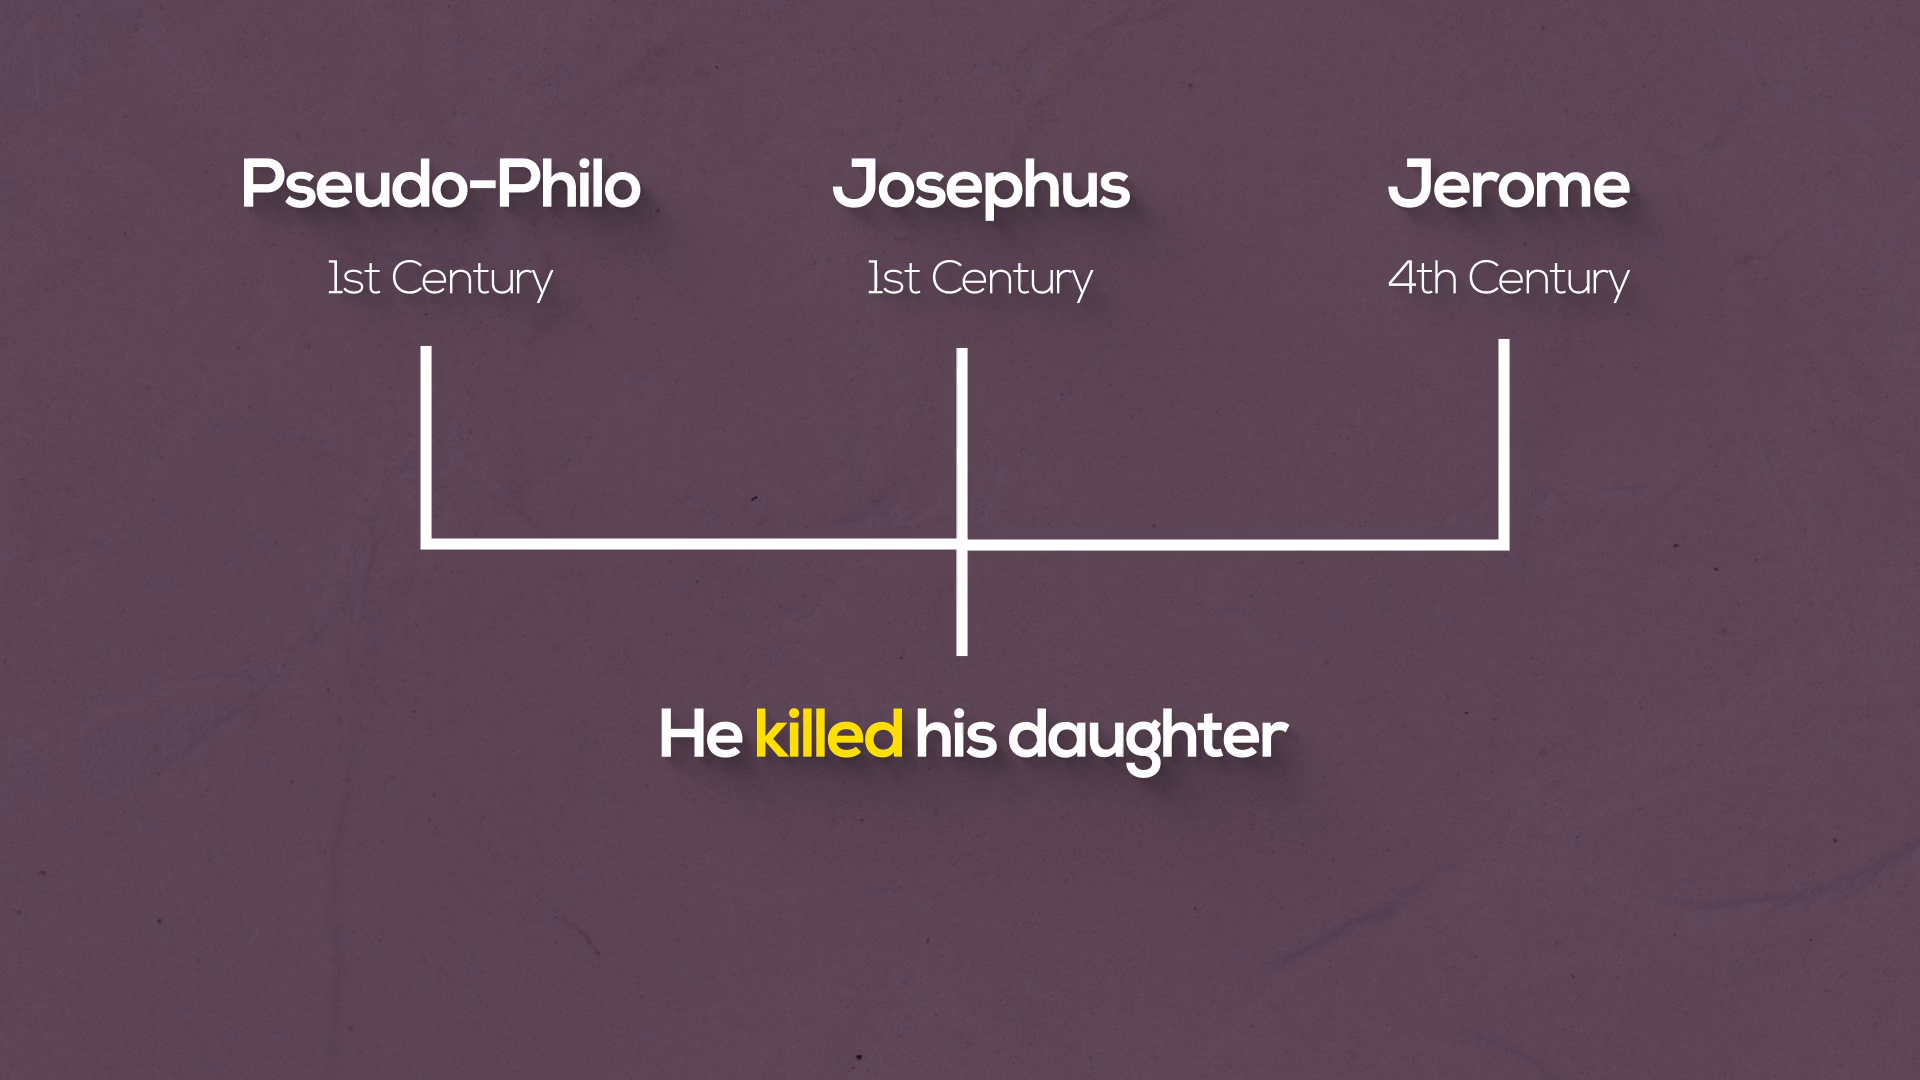 Pseudo-Philo
1st Century
Josephus
1st Century
Jerome
4th Century
He killed his daughter